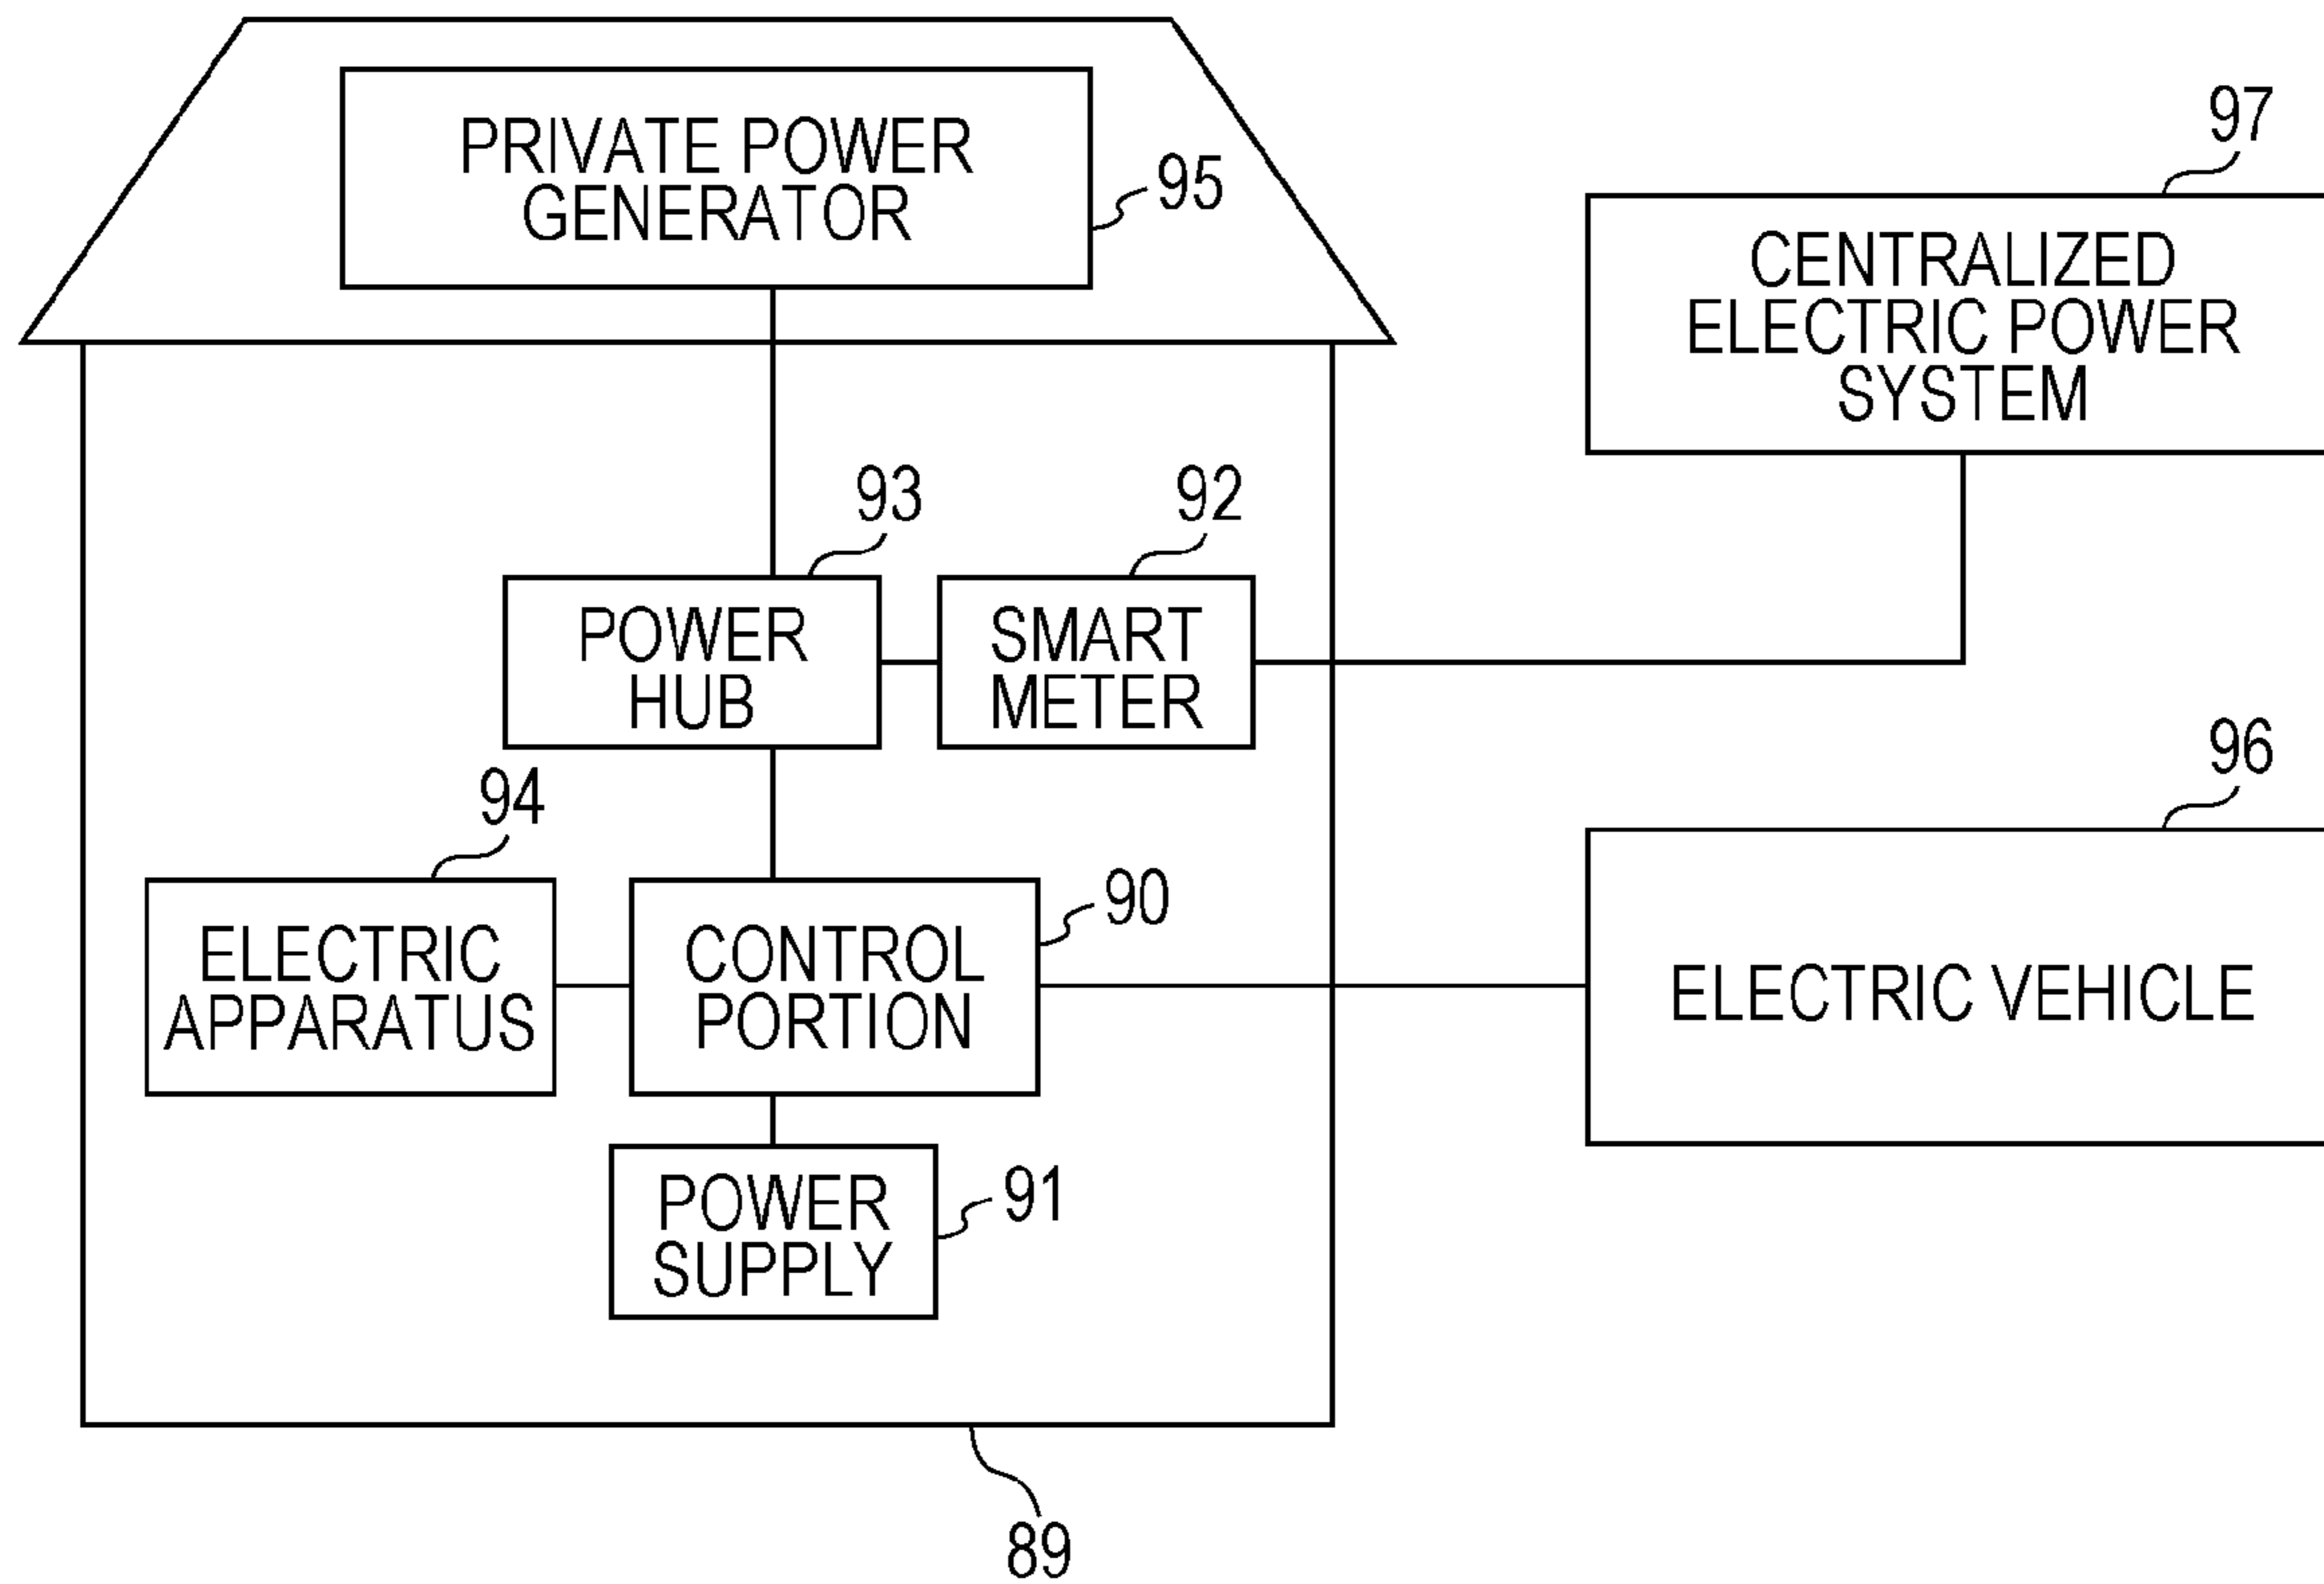 PRIVATE POWER
GENERATOR
95
97
CENTRALIZED
ELECTRIC POWER
SYSTEM
93
92
POWER
HUB
SMART
METER
96
94
90
ELECTRIC
APPARATUS
CONTROL
PORTION
ELECTRIC VEHICLE
91
POWER
SUPPLY
89